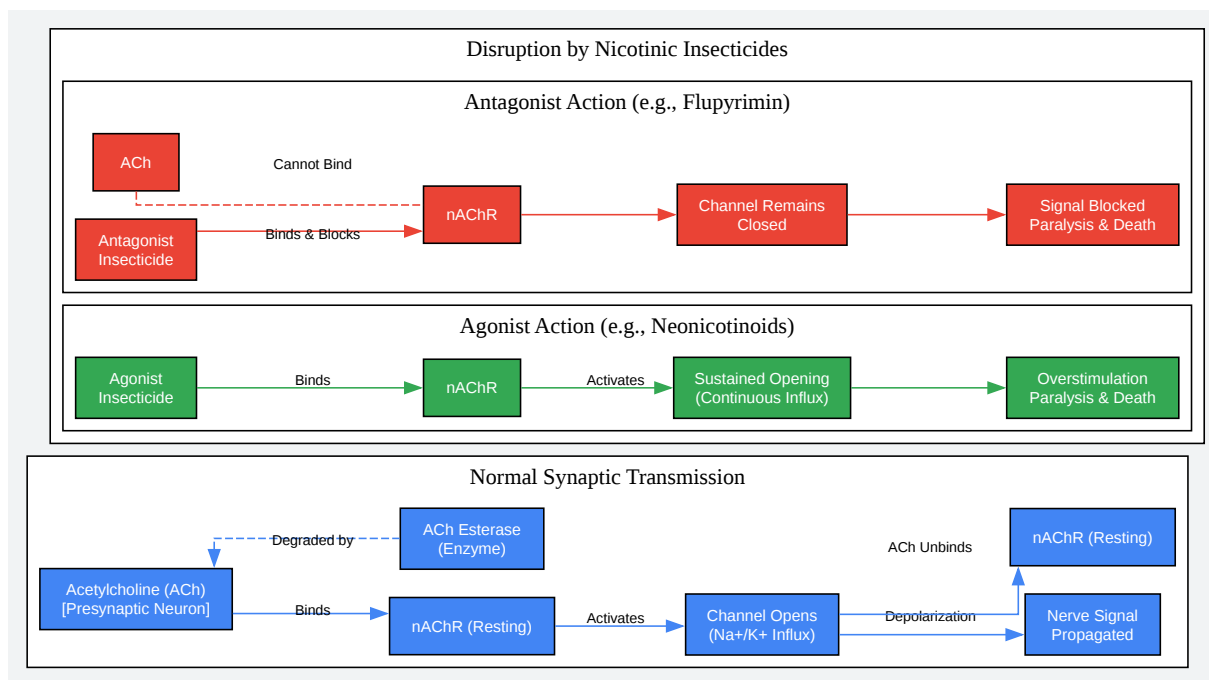 Disruption by Nicotinic Insecticides
Antagonist Action (e.g., Flupyrimin)
ACh
Cannot Bind
nAChR
Channel Remains
Closed
Signal Blocked
Paralysis & Death
Antagonist
Insecticide
Binds & Blocks
Agonist Action (e.g., Neonicotinoids)
Agonist
Insecticide
Binds
nAChR
Activates
Sustained Opening
(Continuous Influx)
Overstimulation
Paralysis & Death
Normal Synaptic Transmission
ACh Esterase
(Enzyme)
Degraded by
ACh Unbinds
nAChR (Resting)
Acetylcholine (ACh)
[Presynaptic Neuron]
Binds
nAChR (Resting)
Activates
Channel Opens
(Na+/K+ Influx)
Depolarization
Nerve Signal
Propagated